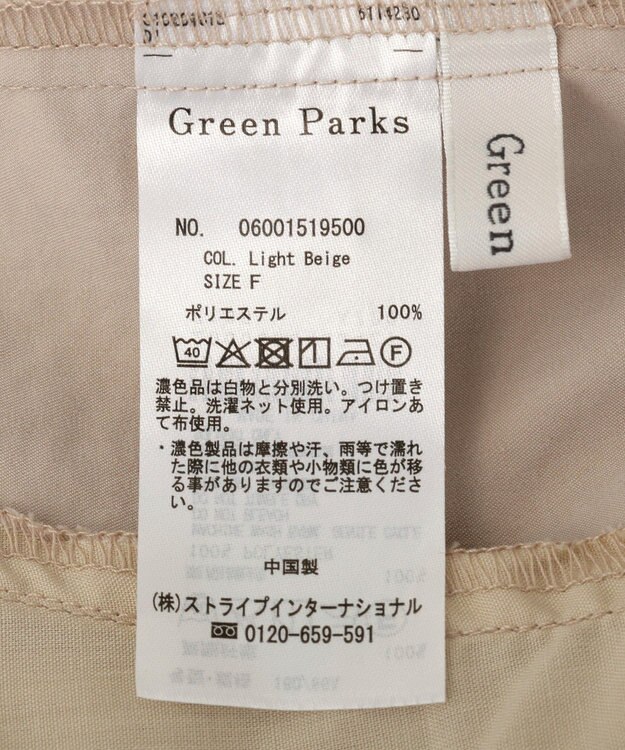 Green Parks
Green
NO. 06001519500
COL. Light Beige
SIZE F
ポリエステル 100%
40
F
濃色品は白物と分別洗い。つけ置き
禁止。洗濯ネット使用。アイロンあ
て布使用。
・濃色製品は摩擦や汗、雨等で濡れ
た際に他の衣類や小物類に色が移
る事がありますのでご注意くださ
い。
中国製
(株)ストライプインターナショナル
0120-659-591